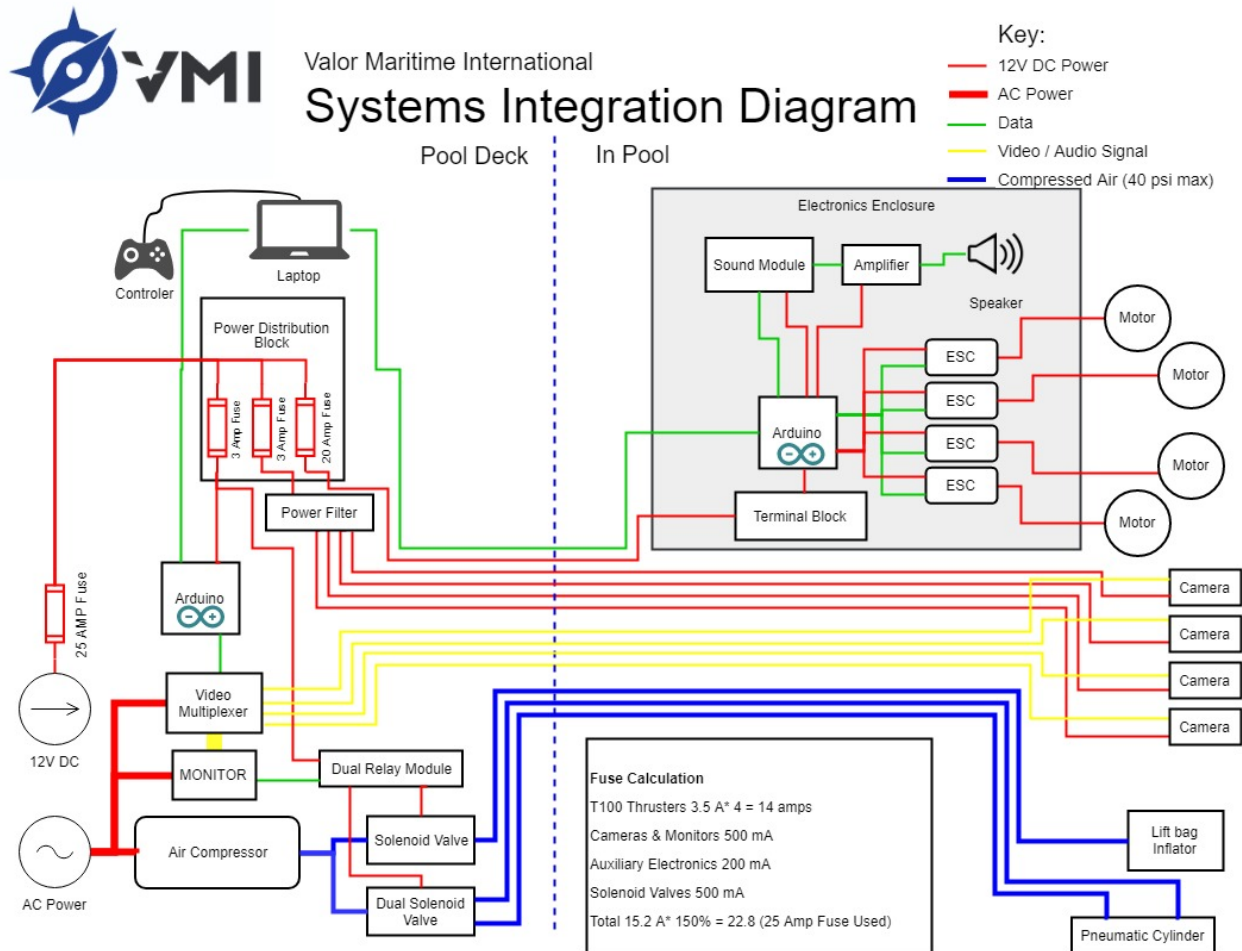 VMI
Valor Maritime International
Systems Integration Diagram
Pool Deck
In Pool
Key:
12V DC Power
AC Power
Data
Video / Audio Signal
Compressed Air (40 psi max)
Controler
Laptop
Power Distribution
Block
3 Amp Fuse
3 Amp Fuse
20 Amp Fuse
Power Filter
25 AMP Fuse
12V DC
AC Power
Arduino
Video
Multiplexer
MONITOR
Air Compressor
Dual Relay Module
Solenoid Valve
Dual Solenoid
Valve
Electronics Enclosure
Sound Module
Amplifier
Speaker
Arduino
Terminal Block
ESC
ESC
ESC
ESC
Motor
Motor
Motor
Motor
Camera
Camera
Camera
Camera
Lift bag
Inflator
Pneumatic Cylinder
Fuse Calculation
T100 Thrusters 3.5 A* 4 = 14 amps
Cameras & Monitors 500 mA
Auxiliary Electronics 200 mA
Solenoid Valves 500 mA
Total 15.2 A* 150% = 22.8 (25 Amp Fuse Used)